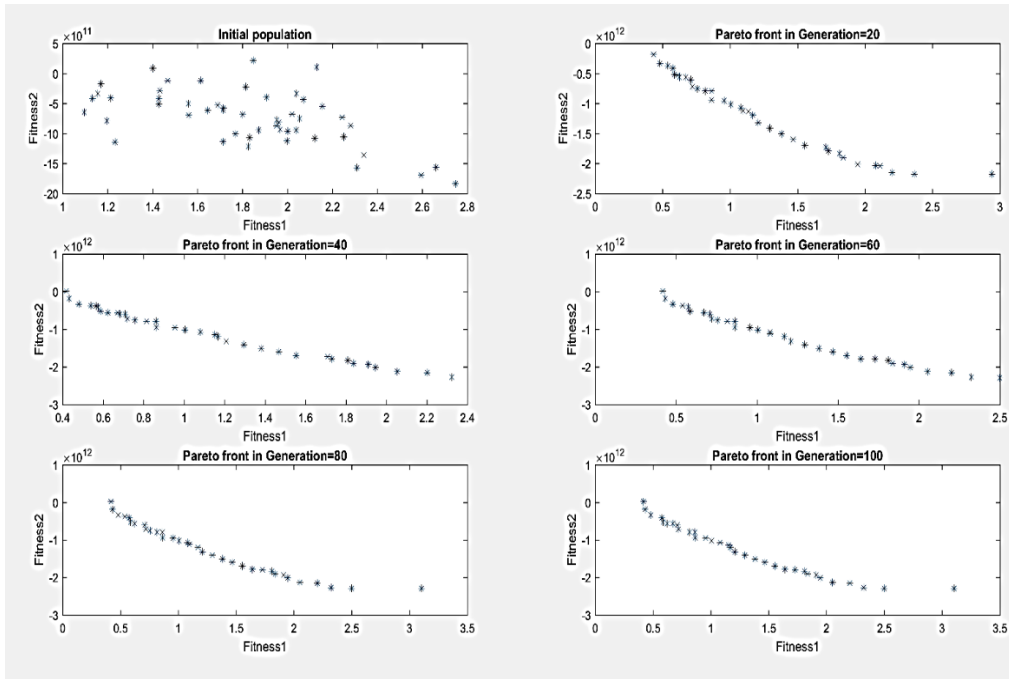 Initial population
×10^11
5
0
-5
-10
-15
-20
Fitness2
1 1.2 1.4 1.6 1.8 2 2.2 2.4 2.6 2.8
Fitness1
Pareto front in Generation=20
×10^12
0
-0.5
-1
-1.5
-2
-2.5
Fitness2
0 0.5 1 1.5 2 2.5 3
Fitness1
Pareto front in Generation=40
×10^12
1
0
-1
-2
-3
Fitness2
0.4 0.6 0.8 1 1.2 1.4 1.6 1.8 2 2.2 2.4
Fitness1
Pareto front in Generation=60
×10^12
1
0
-1
-2
-3
Fitness2
0 0.5 1 1.5 2 2.5
Fitness1
Pareto front in Generation=80
×10^12
1
0
-1
-2
-3
Fitness2
0 0.5 1 1.5 2 2.5 3 3.5
Fitness1
Pareto front in Generation=100
×10^12
1
0
-1
-2
-3
Fitness2
0 0.5 1 1.5 2 2.5 3 3.5
Fitness1